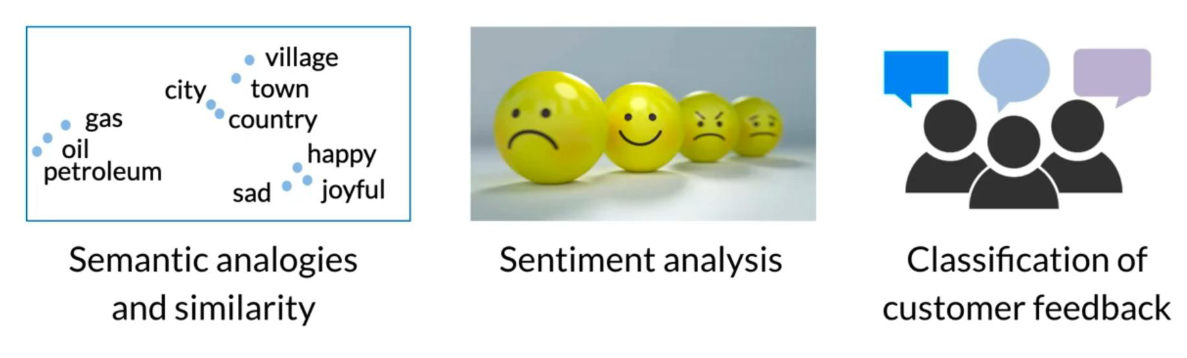 village
city
town
country
gas
oil
petroleum
happy
sad
joyful
Semantic analogies
and similarity
Sentiment analysis
Classification of
customer feedback